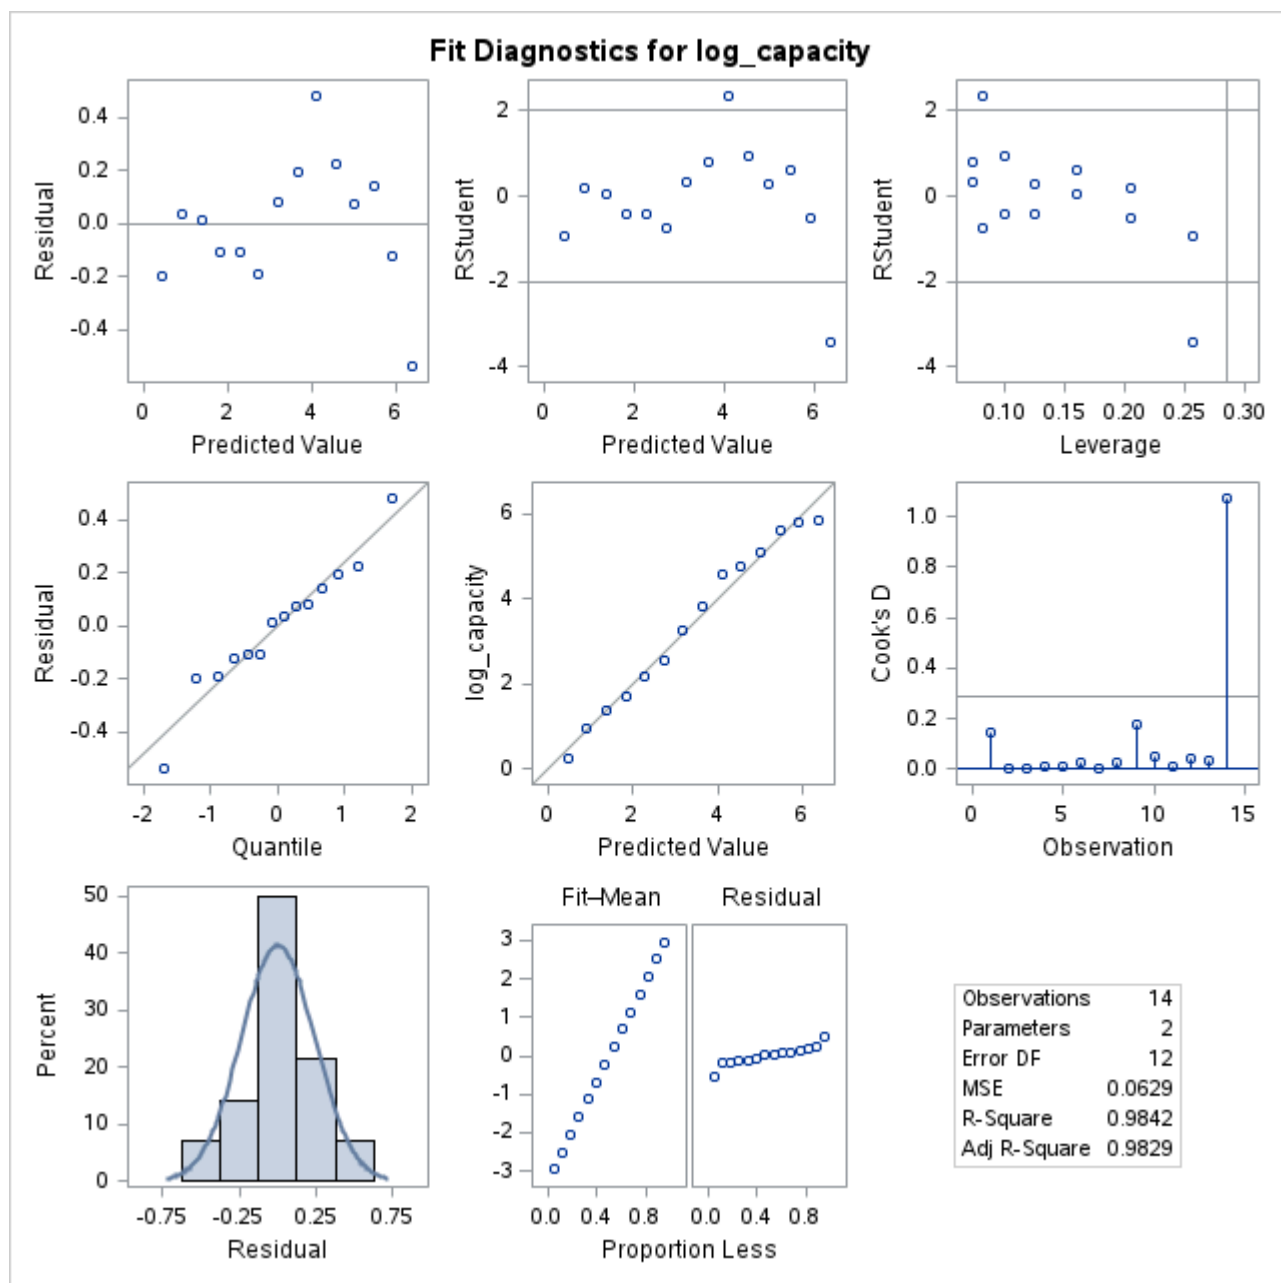 Fit Diagnostics for log_capacity
0.4
0.2
0.0
-0.2
-0.4
Residual
0 2 4 6
Predicted Value
2
0
-2
-4
RStudent
0 2 4 6
Predicted Value
2
0
-2
-4
RStudent
0.10 0.15 0.20 0.25 0.30
Leverage
0.4
0.2
0.0
-0.2
-0.4
Residual
-2 -1 0 1 2
Quantile
6
4
2
0
log_capacity
0 2 4 6
Predicted Value
1.0
0.8
0.6
0.4
0.2
0.0
Cook's D
0 5 10 15
Observation
50
40
30
20
10
0
Percent
-0.75 -0.25 0.25 0.75
Residual
Fit–Mean Residual
3
2
1
0
-1
-2
-3
0.0 0.4 0.8 0.0 0.4 0.8
Proportion Less
Observations 14
Parameters 2
Error DF 12
MSE 0.0629
R-Square 0.9842
Adj R-Square 0.9829